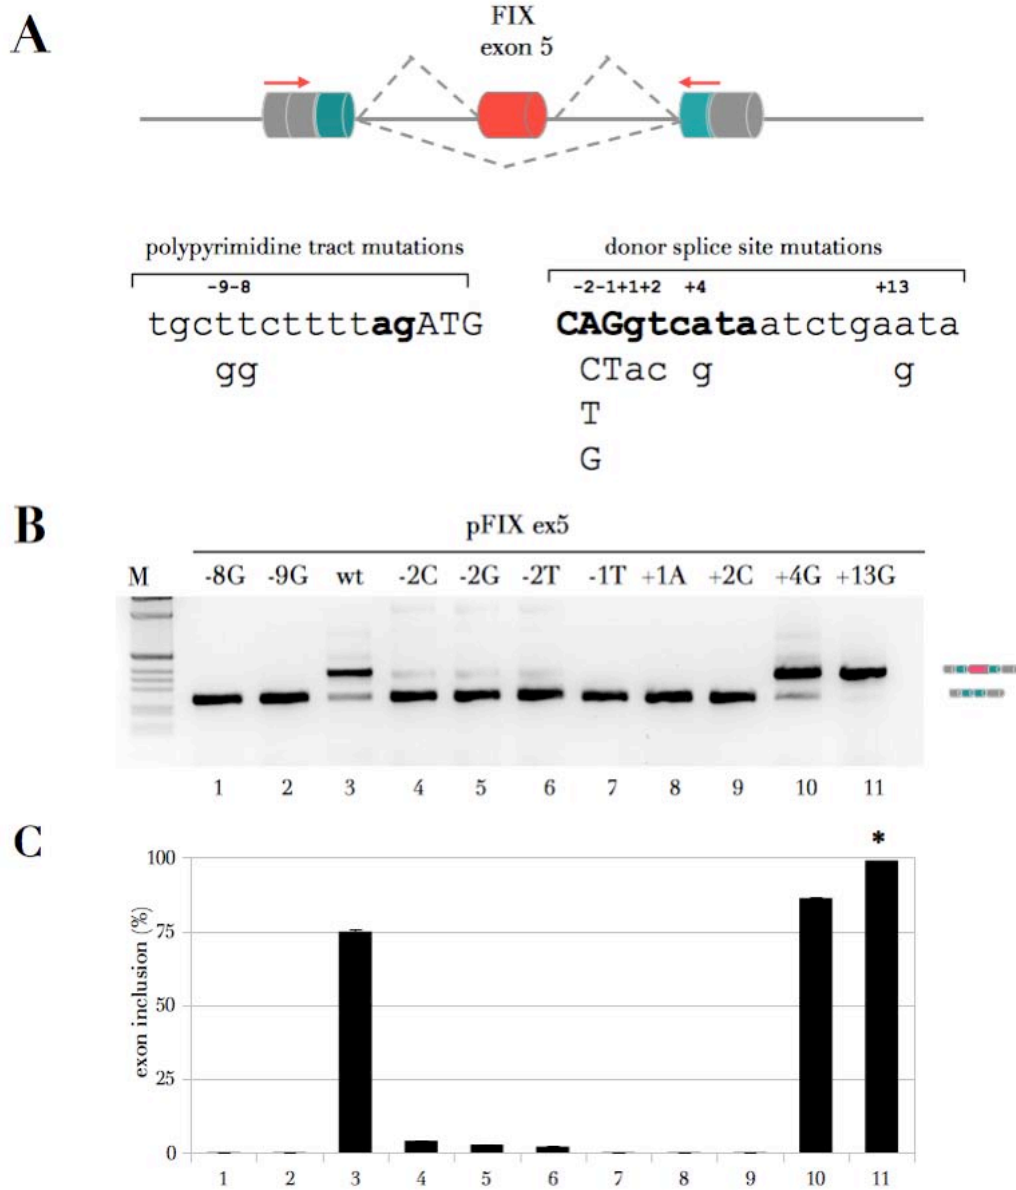 A
FIX
exon 5
polypyrimidine tract mutations
donor splice site mutations
-9-8
-2-1+1+2 +4 +13
tgcttcttttagATG
CAGgtcataatctgaata
gg
CTac g g
T
G
B
pFIX ex5
M -8G -9G wt -2C -2G -2T -1T +1A +2C +4G +13G
1 2 3 4 5 6 7 8 9 10 11
C
*
exon inclusion (%)
100
75
50
25
0
1 2 3 4 5 6 7 8 9 10 11